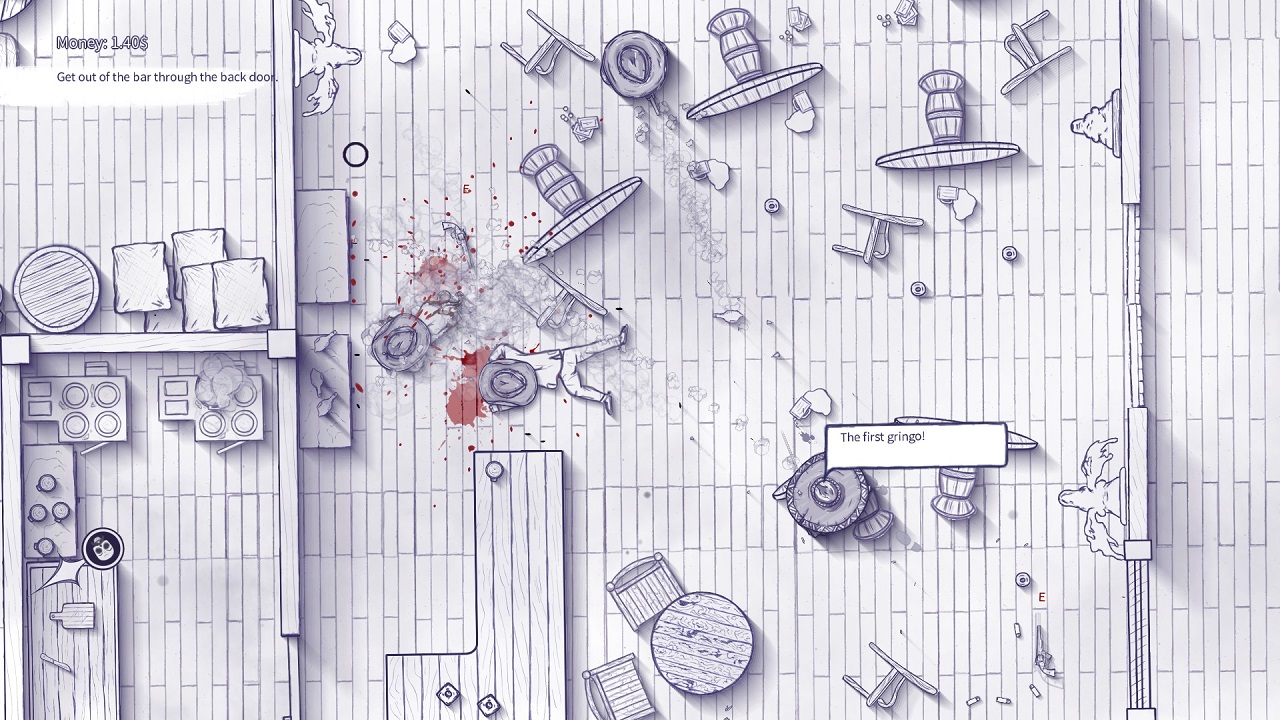 Money: 1.40$
Get out of the bar through the back door.
E
The first gringo!
E